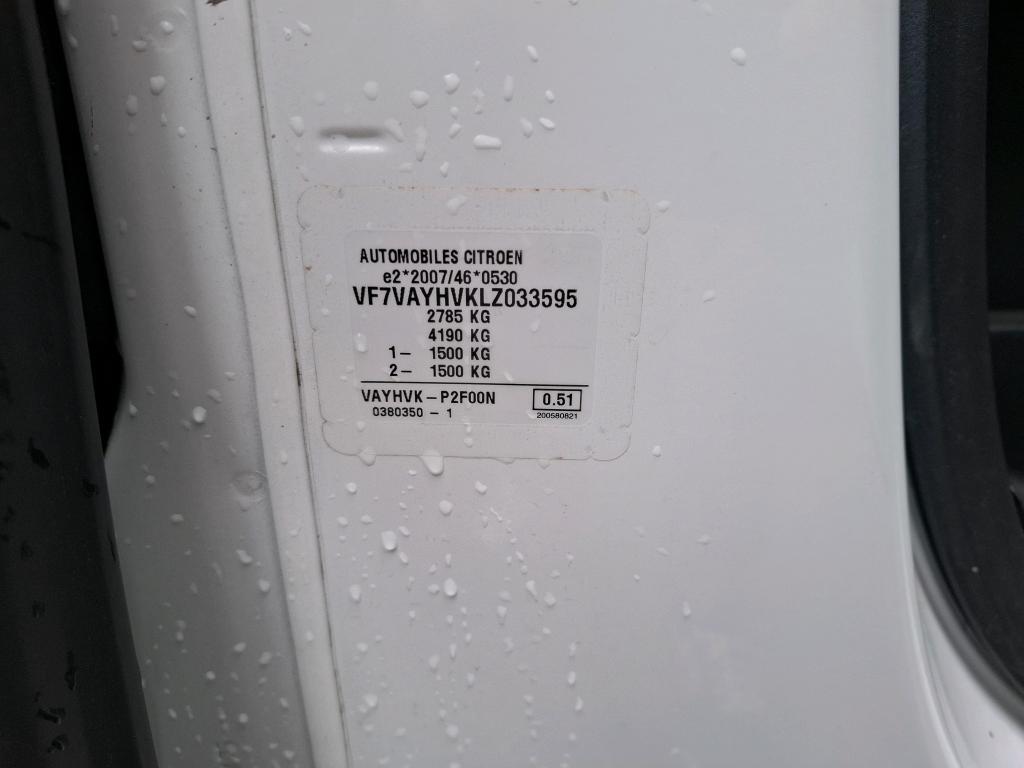 AUTOMOBILES CITROEN
e2*2007/46*0530
VF7VAYHVKLZ033595
2785 KG
4190 KG
1- 1500 KG
2- 1500 KG
VAYHVK-P2F00N 0.51
0380350-1 200580821